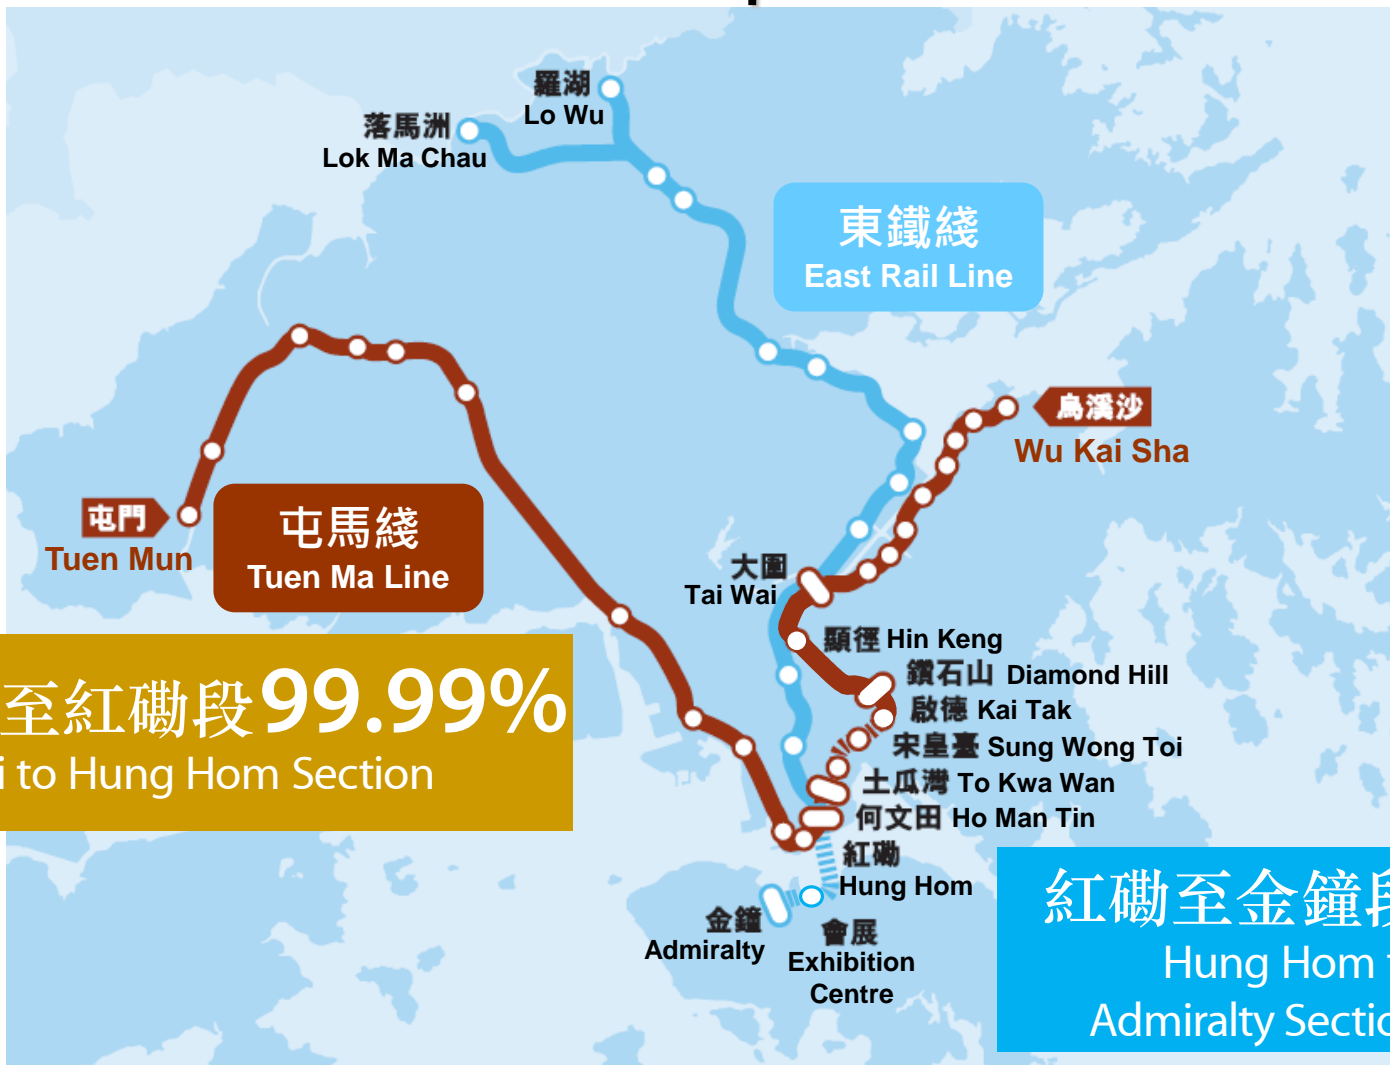 羅湖
Lo Wu
落馬洲
Lok Ma Chau
東鐵綫
East Rail Line
烏溪沙
Wu Kai Sha
屯門
Tuen Mun
屯馬綫
Tuen Ma Line
大圍
Tai Wai
顯徑 Hin Keng
鑽石山 Diamond Hill
啟德 Kai Tak
宋皇臺 Sung Wong Toi
土瓜灣 To Kwa Wan
何文田 Ho Man Tin
紅磡
Hung Hom
至紅磡段99.99%
i to Hung Hom Section
金鐘
Admiralty
會展
Exhibition
Centre
紅磡至金鐘段
Hung Hom
Admiralty Sectio